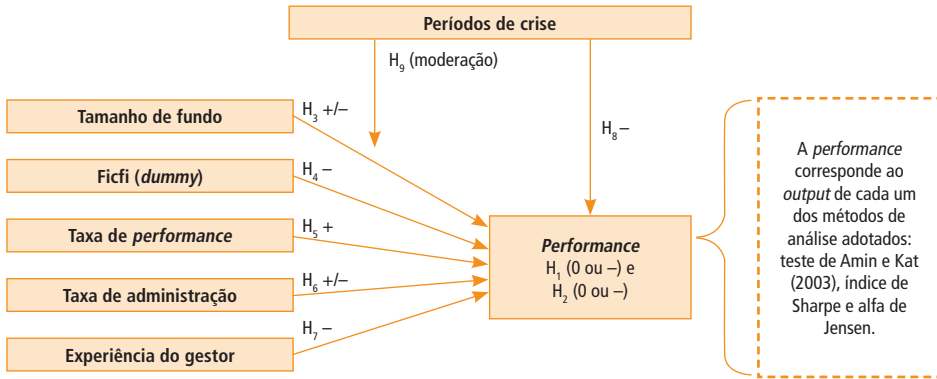 Períodos de crise
H₉ (moderação)
Tamanho de fundo
H₃ +/–
H₈ –
Ficfi (dummy)
H₄ –
Taxa de performance
H₅ +
Taxa de administração
H₆ +/–
Experiência do gestor
H₇ –
Performance
H₁ (0 ou –) e
H₂ (0 ou –)
A performance
corresponde ao
output de cada um
dos métodos de
análise adotados:
teste de Amin e Kat
(2003), índice de
Sharpe e alfa de
Jensen.